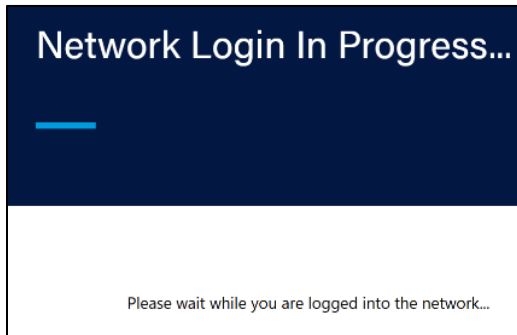 Network Login In Progress...
Please wait while you are logged into the network...